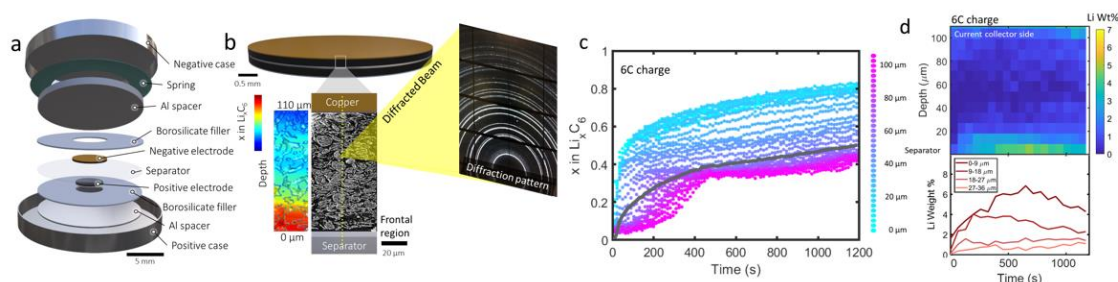 a
Negative case
Spring
Al spacer
Borosilicate filler
Negative electrode
Separator
Positive electrode
Borosilicate filler
Al spacer
Positive case
5 mm
b
0.5 mm
Diffracted Beam
Diffraction pattern
x in LiₓC₆
110 μm
Depth
0 μm
Copper
Separator
Frontal
region
20 μm
c
6C charge
x in LiₓC₆
1
0.8
0.6
0.4
0.2
0
0 200 400 600 800 1000 1200
Time (s)
100 μm
80 μm
60 μm
40 μm
20 μm
0 μm
d
6C charge
Li Wt%
Current collector side
Depth (μm)
100
80
60
40
20
Separator
7
6
5
4
3
2
1
0
0-9 μm
9-18 μm
18-27 μm
27-36 μm
Li Weight %
10
8
6
4
2
0
0 500 1000
Time (s)